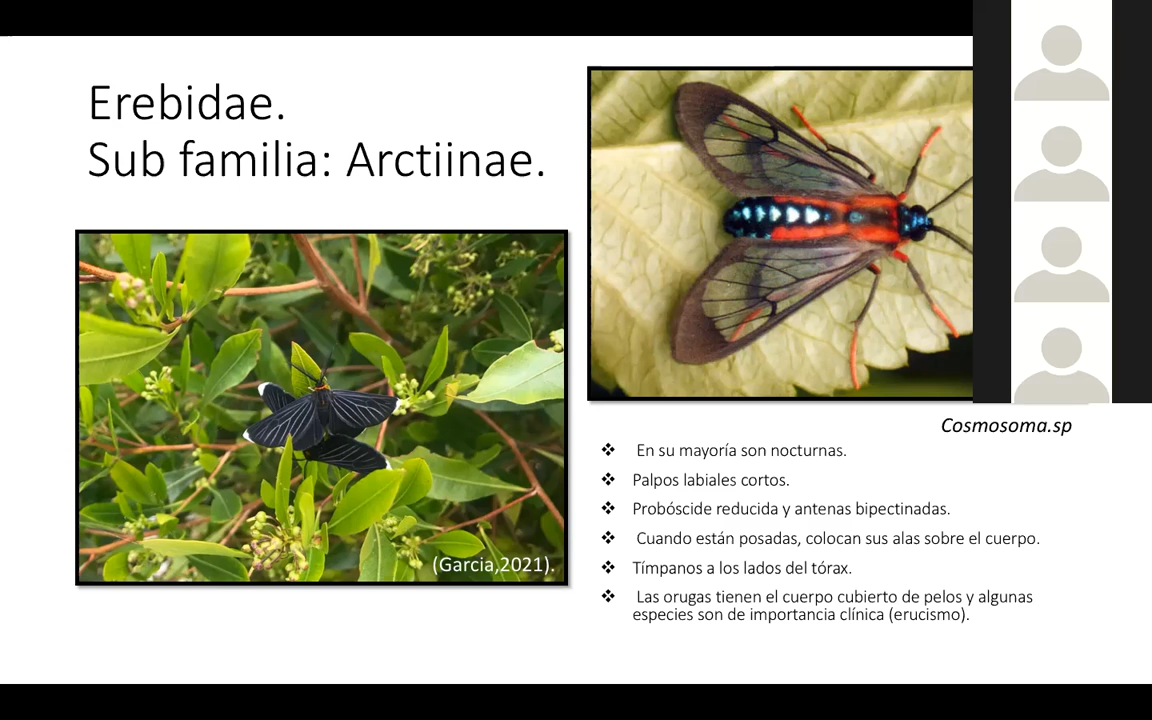 Erebidae.
Sub familia: Arctiinae.
(Garcia,2021).
Cosmosoma.sp
❖ En su mayoría son nocturnas.
❖ Palpos labiales cortos.
❖ Probóscide reducida y antenas bipectinadas.
❖ Cuando están posadas, colocan sus alas sobre el cuerpo.
❖ Tímpanos a los lados del tórax.
❖ Las orugas tienen el cuerpo cubierto de pelos y algunas
especies son de importancia clínica (erucismo).